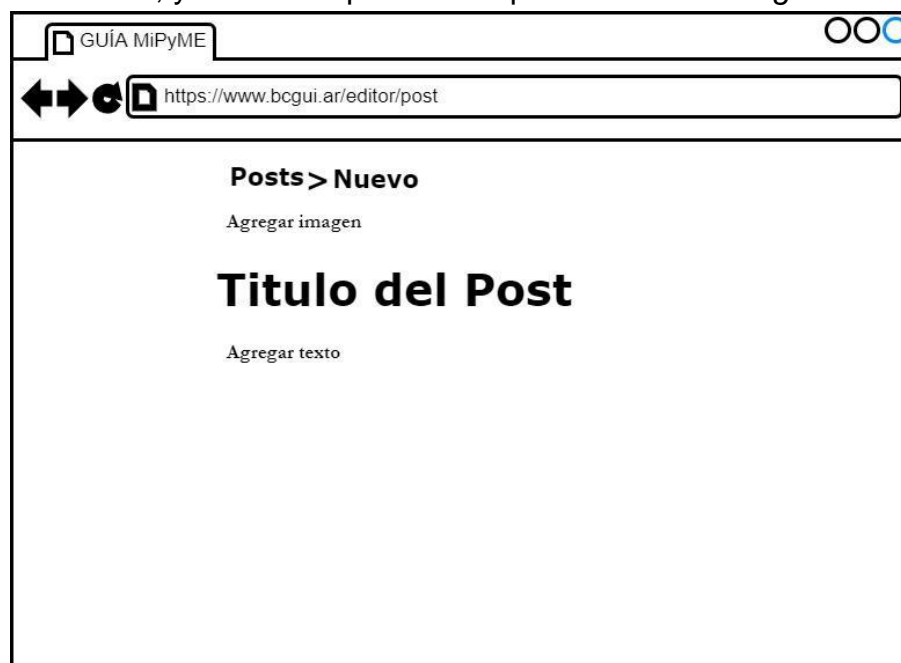 GUÍA MiPyME
https://www.bcgui.ar/editor/post
Posts > Nuevo
Agregar imagen
Titulo del Post
Agregar texto